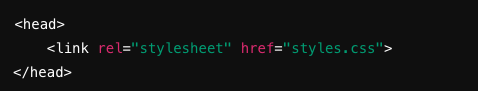 <head>
    <link rel="stylesheet" href="styles.css">
</head>